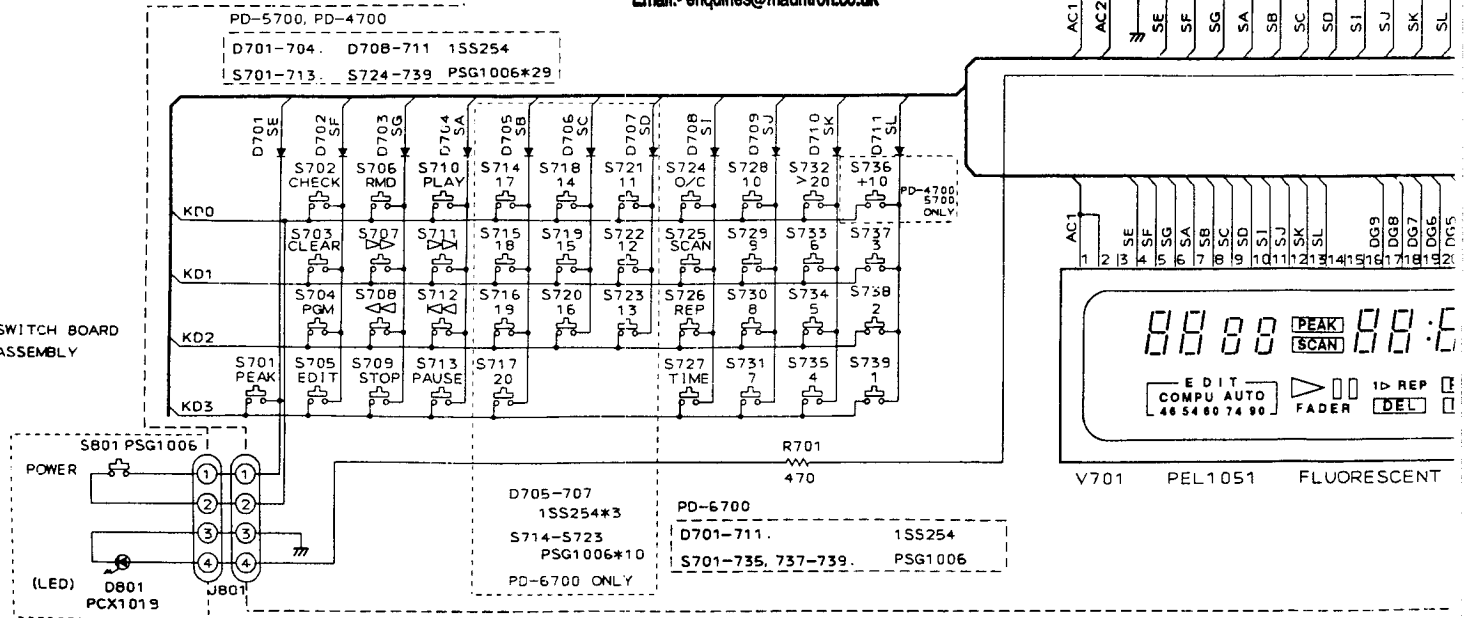 Email:- enquiries@mauritron.co.uk
PD-5700, PD-4700
D701-704. D708-711 1SS254
S701-713. S724-739 PSG1006*29
AC1 AC2 SE SF SG SA SB SC SD SI SJ SK SL
D701 SE D702 SF D703 SG D704 SA D705 SB D706 SC D707 SD D708 SI D709 SJ D710 SK D711 SL
S702 S706 S710 S714 S718 S721 S724 S728 S732 S736
CHECK RMD PLAY 17 14 11 O/C 10 >20 +10
PD-4700
5700
ONLY
KD0
S703 S707 S711 S715 S719 S722 S725 S729 S733 S737
CLEAR ▷▷ ▷▷| 18 15 12 SCAN 9 6 3
KD1
S704 S708 S712 S716 S720 S723 S726 S730 S734 S738
PGM ◁◁ |◁◁ 19 16 13 REP 8 5 2
KD2
S701 S705 S709 S713 S717 S727 S731 S735 S739
PEAK EDIT STOP PAUSE 20 TIME 7 4 1
KD3
SWITCH BOARD
ASSEMBLY
AC1 SE SF SG SA SB SC SD SI SJ SK SL DG9 DG8 DG7 DG6 DG5
1 2 3 4 5 6 7 8 9 10 11 12 13 14 15 16 17 18 19 20
PEAK
SCAN
EDIT
COMPU AUTO
46 54 60 74 90
FADER
1▷ REP
DEL
V701 PEL1051 FLUORESCENT
S801 PSG1006
POWER
1 1
2 2
3 3
4 4
(LED)
D801
PCX1019
J801
R701
470
D705-707
1SS254*3
S714-S723
PSG1006*10
PD-6700 ONLY
PD-6700
D701-711. 1SS254
S701-735, 737-739. PSG1006